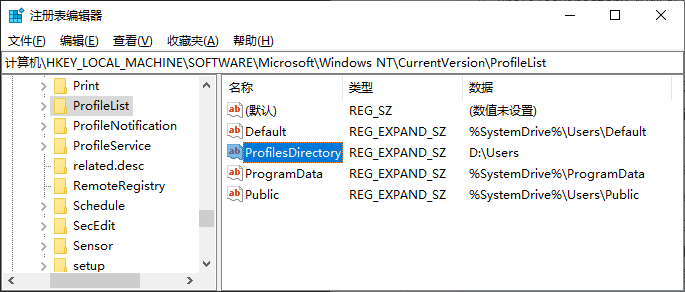 注册表编辑器
文件(F) 编辑(E) 查看(V) 收藏夹(A) 帮助(H)
计算机\HKEY_LOCAL_MACHINE\SOFTWARE\Microsoft\Windows NT\CurrentVersion\ProfileList
Print
ProfileList
ProfileNotification
ProfileService
related.desc
RemoteRegistry
Schedule
SecEdit
Sensor
setup
名称 类型 数据
(默认) REG_SZ (数值未设置)
Default REG_EXPAND_SZ %SystemDrive%\Users\Default
ProfilesDirectory REG_EXPAND_SZ D:\Users
ProgramData REG_EXPAND_SZ %SystemDrive%\ProgramData
Public REG_EXPAND_SZ %SystemDrive%\Users\Public